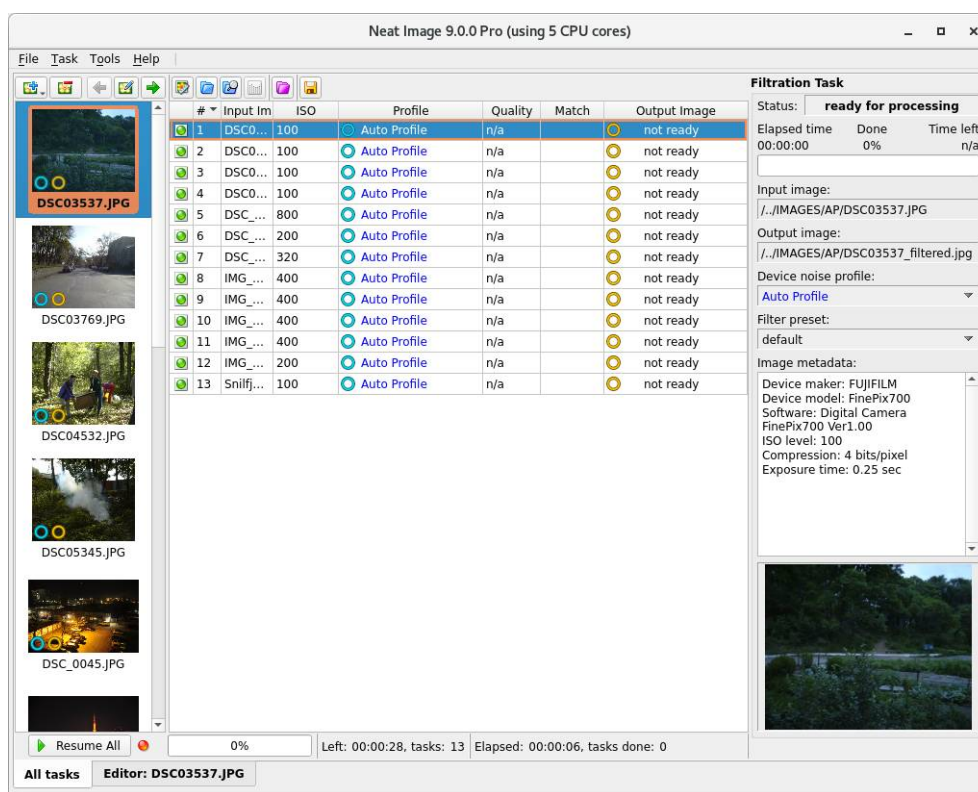 Neat Image 9.0.0 Pro (using 5 CPU cores)
File Task Tools Help
# Input Im ISO Profile Quality Match Output Image
1 DSC0... 100 Auto Profile n/a not ready
2 DSC0... 100 Auto Profile n/a not ready
3 DSC0... 100 Auto Profile n/a not ready
4 DSC0... 100 Auto Profile n/a not ready
5 DSC_... 800 Auto Profile n/a not ready
6 DSC_... 200 Auto Profile n/a not ready
7 DSC_... 320 Auto Profile n/a not ready
8 IMG_... 400 Auto Profile n/a not ready
9 IMG_... 400 Auto Profile n/a not ready
10 IMG_... 400 Auto Profile n/a not ready
11 IMG_... 400 Auto Profile n/a not ready
12 IMG_... 200 Auto Profile n/a not ready
13 Snilfj... 100 Auto Profile n/a not ready
DSC03537.JPG
DSC03769.JPG
DSC04532.JPG
DSC05345.JPG
DSC_0045.JPG
Filtration Task
Status: ready for processing
Elapsed time Done Time left
00:00:00 0% n/a
Input image:
/../IMAGES/AP/DSC03537.JPG
Output image:
/../IMAGES/AP/DSC03537_filtered.jpg
Device noise profile:
Auto Profile
Filter preset:
default
Image metadata:
Device maker: FUJIFILM
Device model: FinePix700
Software: Digital Camera
FinePix700 Ver1.00
ISO level: 100
Compression: 4 bits/pixel
Exposure time: 0.25 sec
Resume All 0% Left: 00:00:28, tasks: 13 Elapsed: 00:00:06, tasks done: 0
All tasks Editor: DSC03537.JPG